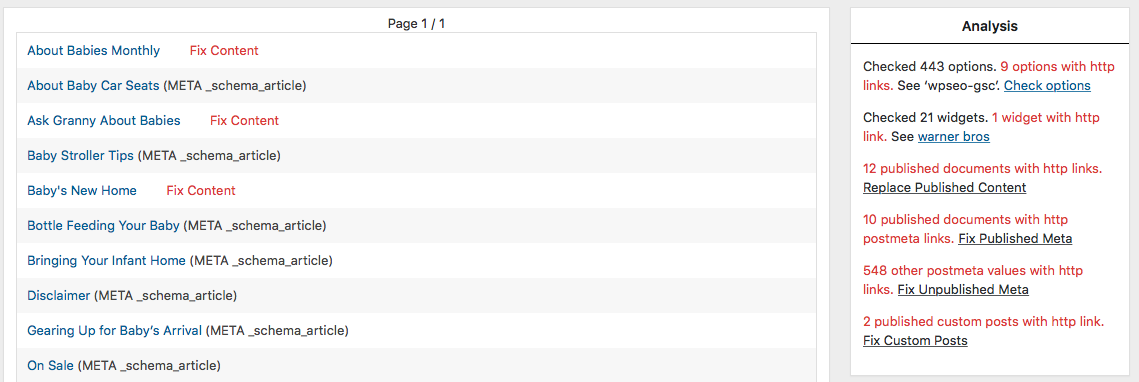 Page 1 / 1
About Babies Monthly Fix Content
About Baby Car Seats (META _schema_article)
Ask Granny About Babies Fix Content
Baby Stroller Tips (META _schema_article)
Baby's New Home Fix Content
Bottle Feeding Your Baby (META _schema_article)
Bringing Your Infant Home (META _schema_article)
Disclaimer (META _schema_article)
Gearing Up for Baby’s Arrival (META _schema_article)
On Sale (META _schema_article)
Analysis
Checked 443 options. 9 options with http
links. See ‘wpseo-gsc’. Check options
Checked 21 widgets. 1 widget with http
link. See warner bros
12 published documents with http links.
Replace Published Content
10 published documents with http
postmeta links. Fix Published Meta
548 other postmeta values with http
links. Fix Unpublished Meta
2 published custom posts with http link.
Fix Custom Posts